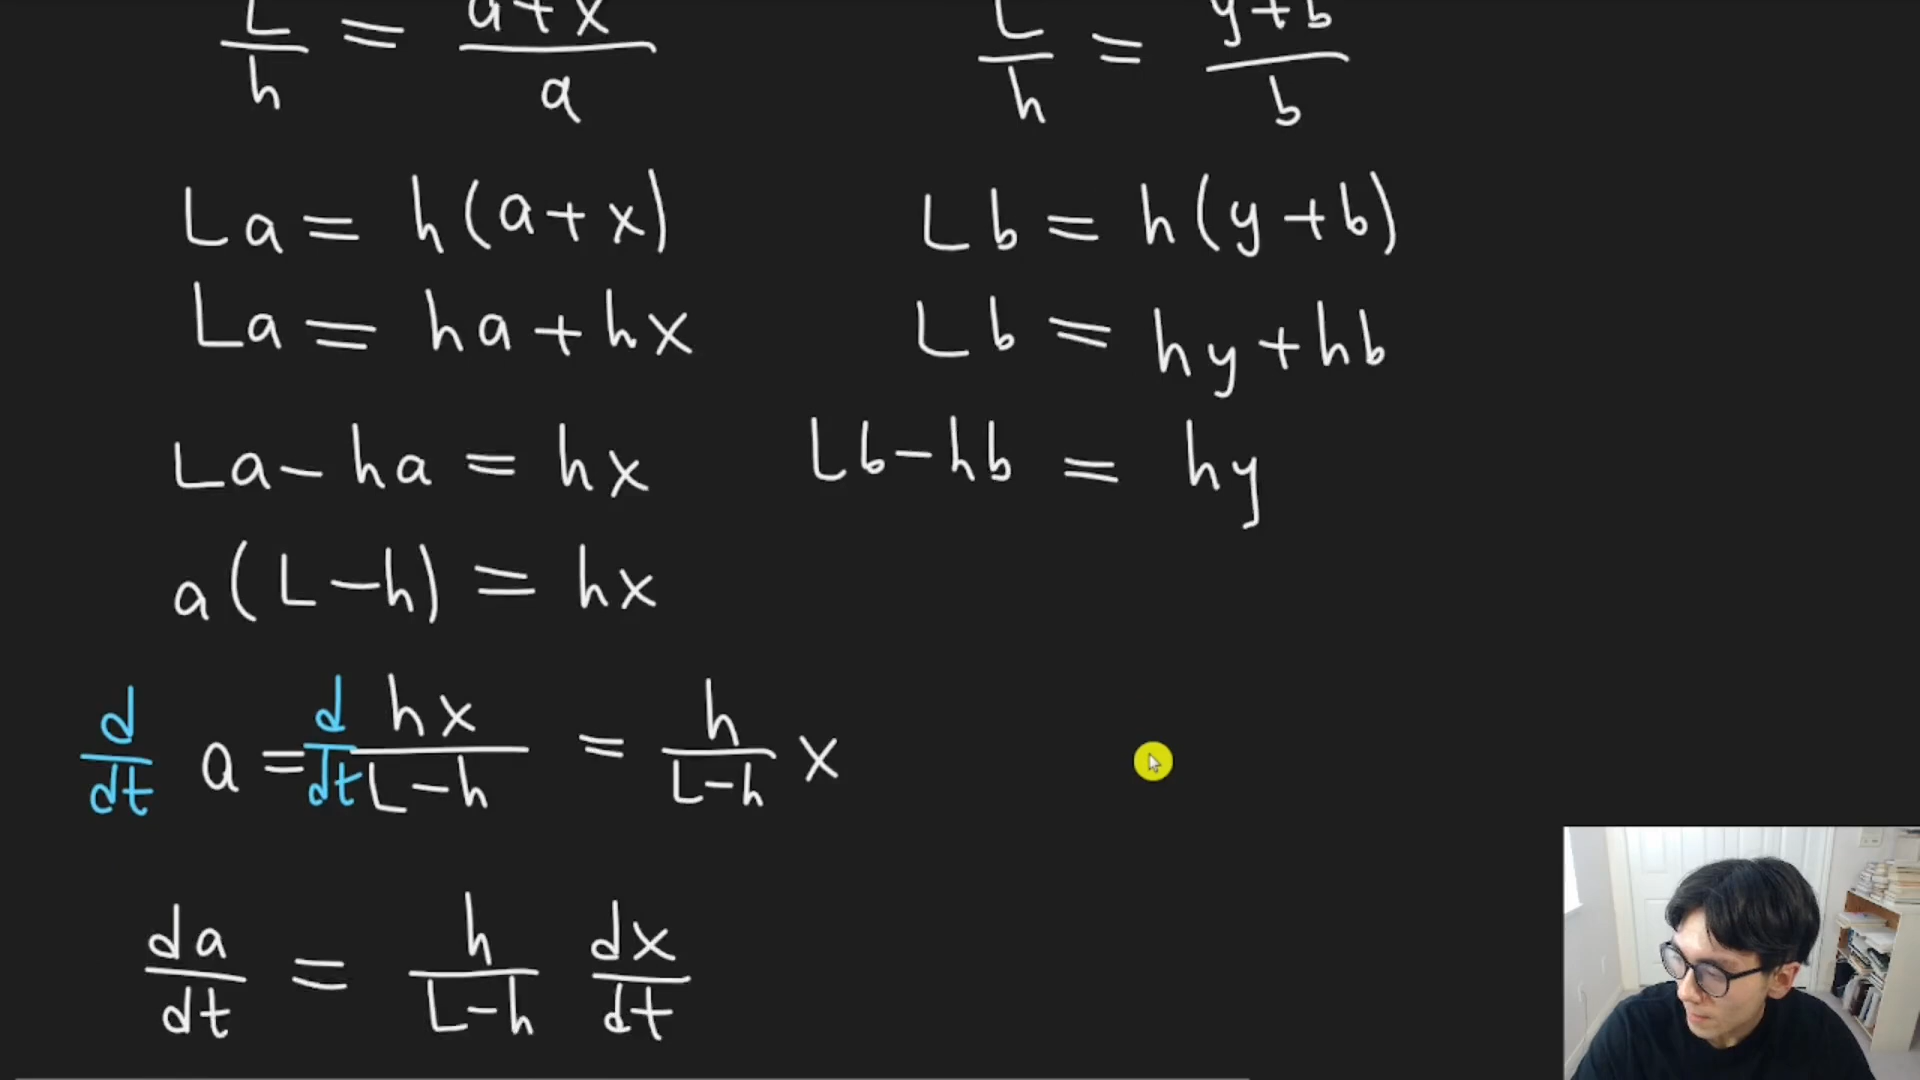 L/h = (a+x)/a
La = h(a+x)
La = ha + hx
La - ha = hx
a(L-h) = hx
d/dt a = d/dt hx/(L-h) = h/(L-h) x
da/dt = h/(L-h) dx/dt
L/h = (y+b)/b
Lb = h(y+b)
Lb = hy + hb
Lb - hb = hy